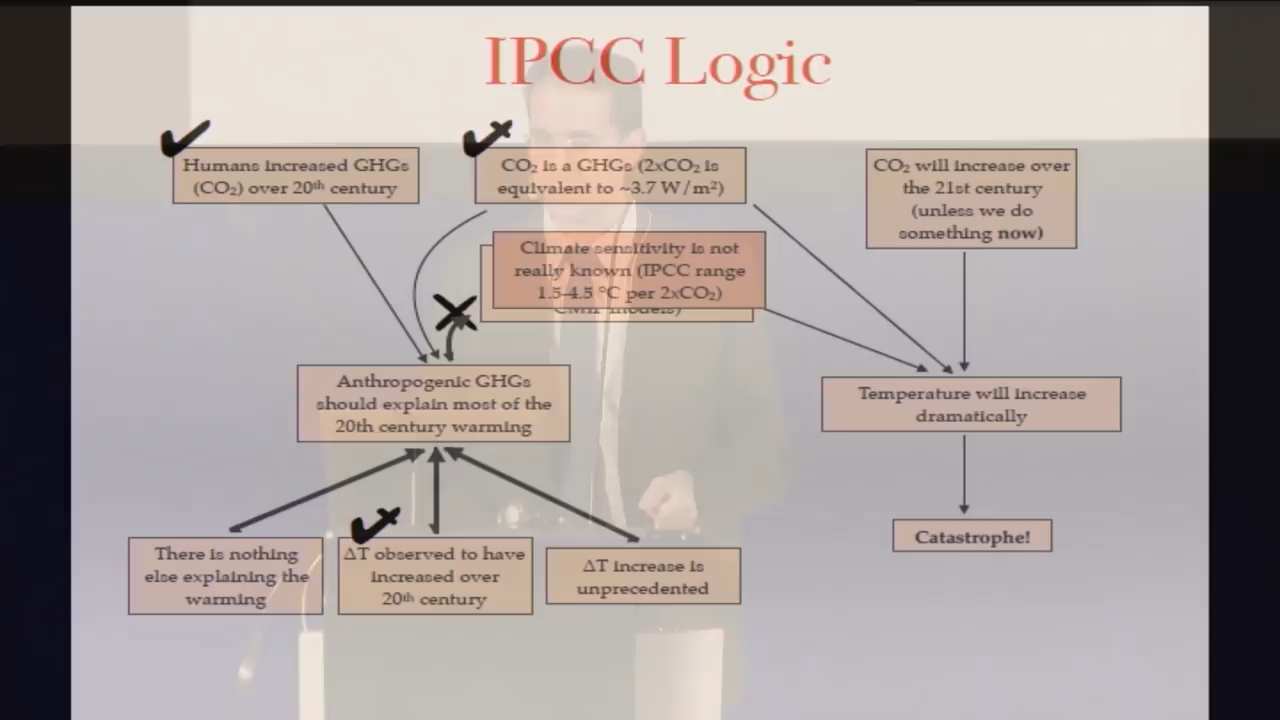 IPCC Logic
Humans increased GHGs
(CO₂) over 20th century
CO₂ is a GHGs (2xCO₂ is
equivalent to ~3.7 W/m²)
CO₂ will increase over
the 21st century
(unless we do
something now)
Climate sensitivity is not
really known (IPCC range
1.5-4.5 °C per 2xCO₂)
models)
Anthropogenic GHGs
should explain most of the
20th century warming
Temperature will increase
dramatically
Catastrophe!
There is nothing
else explaining the
warming
ΔT observed to have
increased over
20th century
ΔT increase is
unprecedented